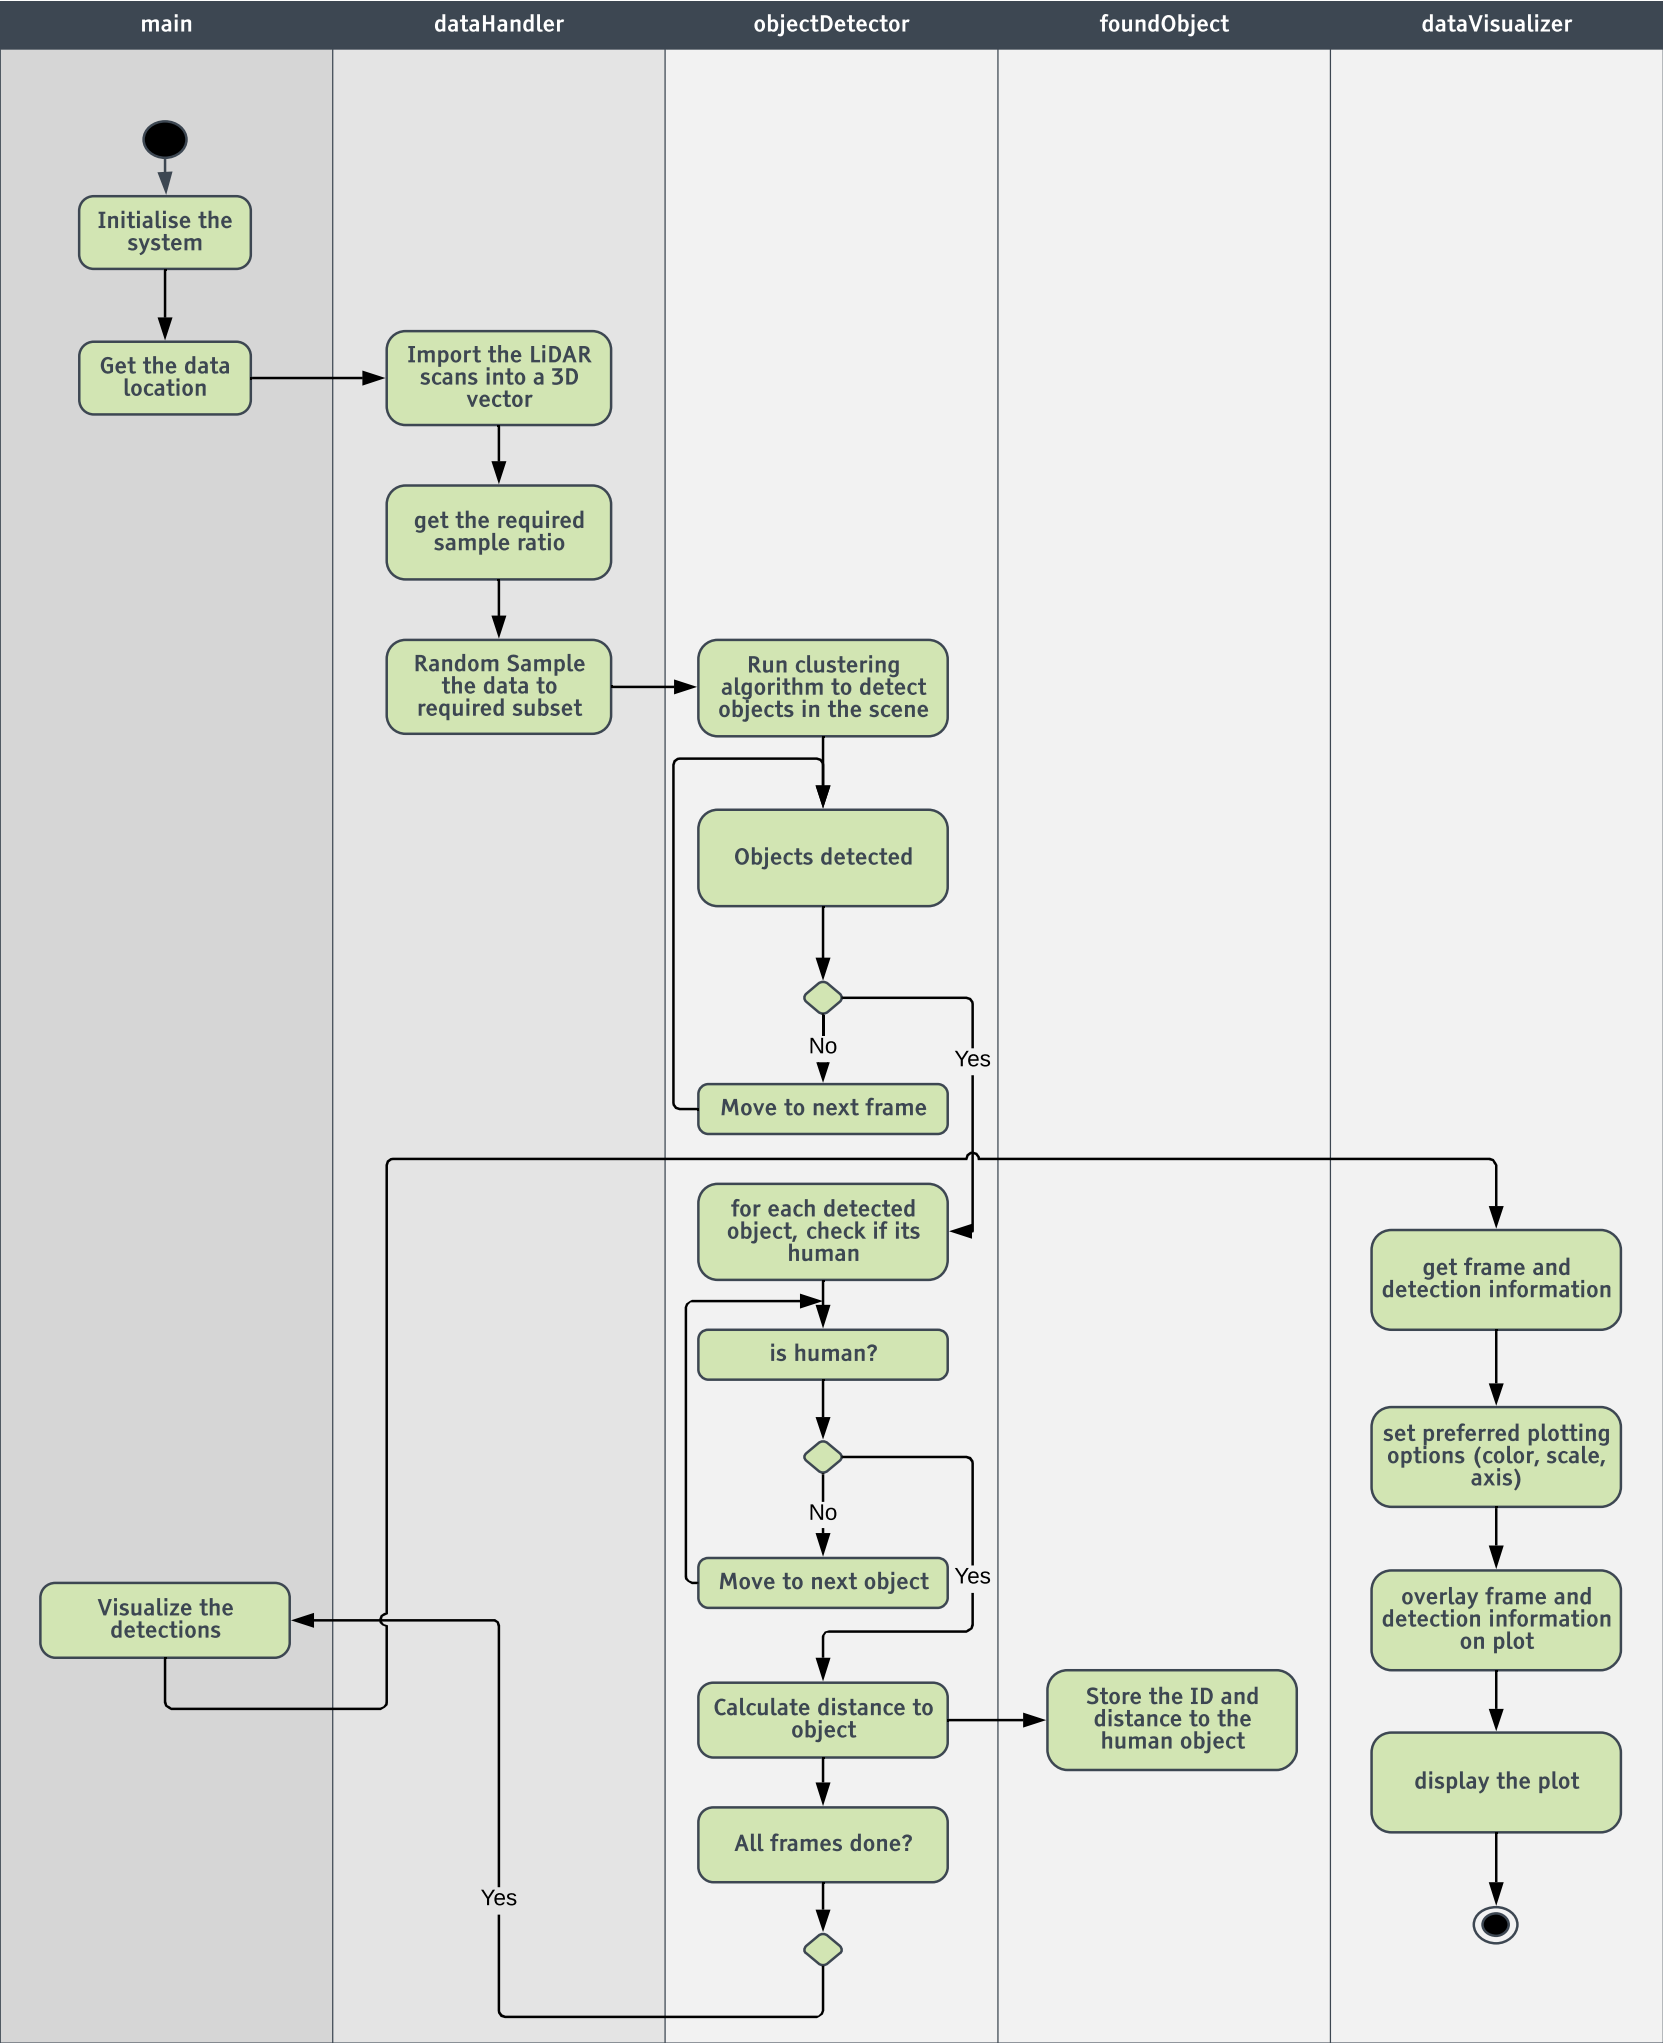 main
dataHandler
objectDetector
foundObject
dataVisualizer
Initialise the
system
Get the data
location
Import the LiDAR
scans into a 3D
vector
get the required
sample ratio
Random Sample
the data to
required subset
Run clustering
algorithm to detect
objects in the scene
Objects detected
No
Yes
Move to next frame
for each detected
object, check if its
human
is human?
No
Yes
Move to next object
Calculate distance to
object
Store the ID and
distance to the
human object
All frames done?
Yes
Visualize the
detections
get frame and
detection information
set preferred plotting
options (color, scale,
axis)
overlay frame and
detection information
on plot
display the plot